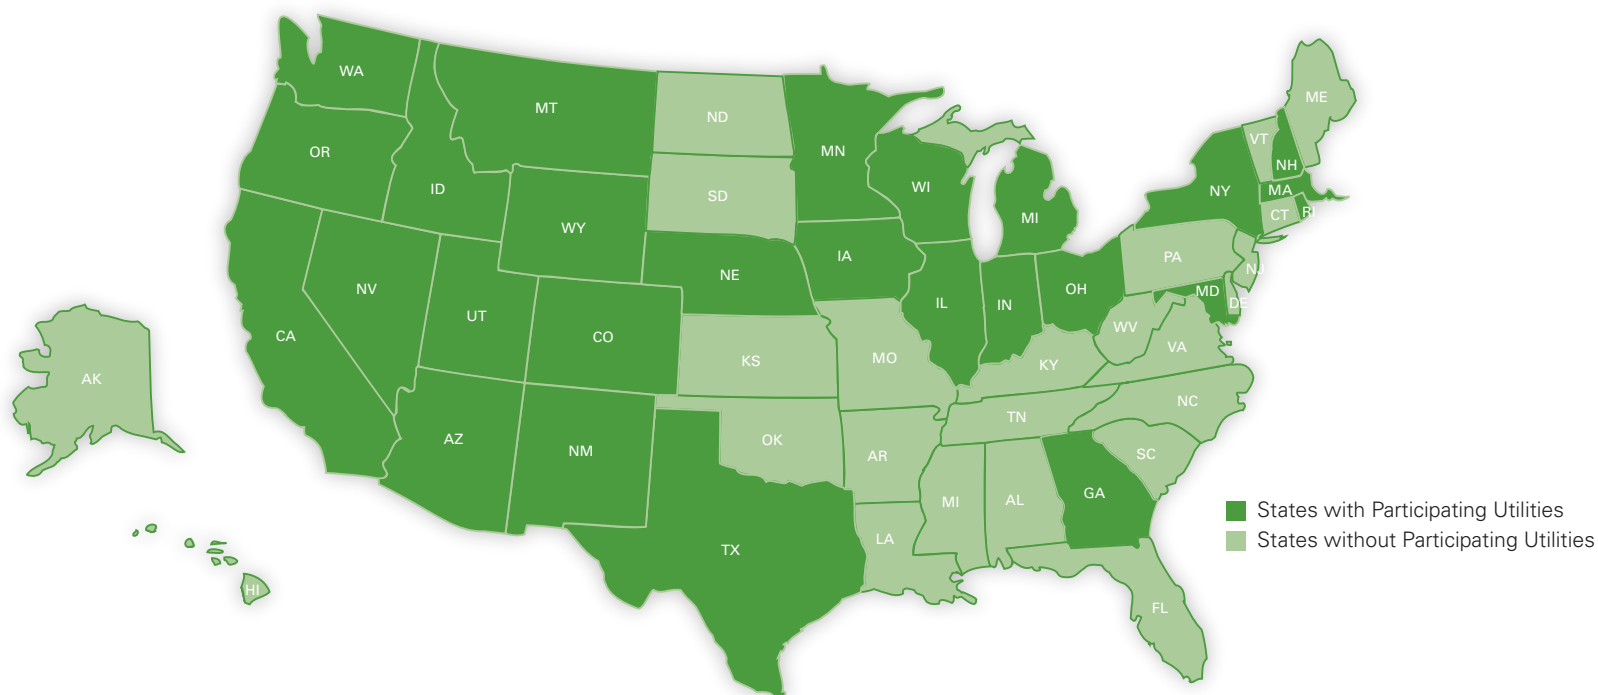 WA
MT
ND
MN
ME
VT
NH
OR
ID
SD
WI
NY
MA
MI
CT
RI
WY
IA
PA
NE
NJ
NV
IL
IN
OH
MD
DE
UT
CO
WV
CA
VA
KS
MO
KY
AK
NC
TN
AZ
NM
OK
AR
SC
MI
AL
GA
TX
LA
States with Participating Utilities
States without Participating Utilities
HI
FL